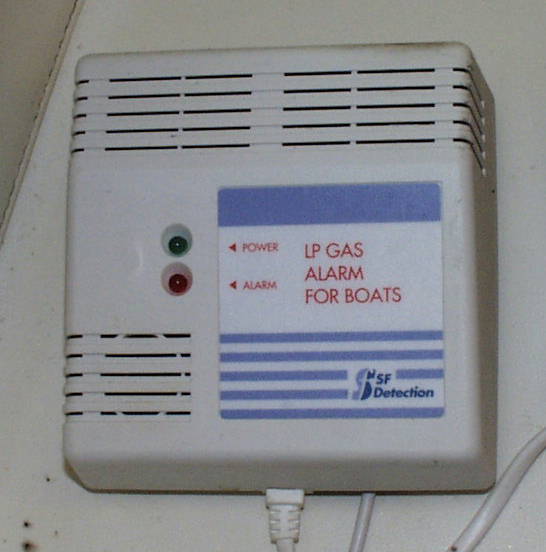 POWER
ALARM
LP GAS
ALARM
FOR BOATS
SF
Detection